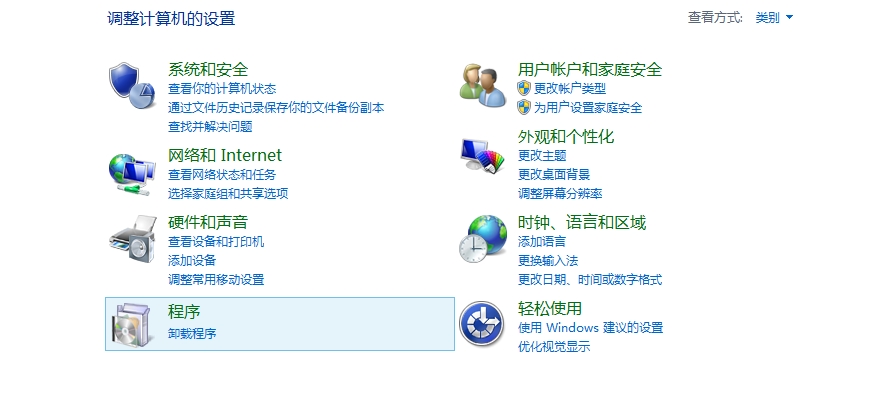 调整计算机的设置
查看方式: 类别
系统和安全
查看你的计算机状态
通过文件历史记录保存你的文件备份副本
查找并解决问题
网络和 Internet
查看网络状态和任务
选择家庭组和共享选项
硬件和声音
查看设备和打印机
添加设备
调整常用移动设置
程序
卸载程序
用户帐户和家庭安全
更改帐户类型
为用户设置家庭安全
外观和个性化
更改主题
更改桌面背景
调整屏幕分辨率
时钟、语言和区域
添加语言
更换输入法
更改日期、时间或数字格式
轻松使用
使用 Windows 建议的设置
优化视觉显示